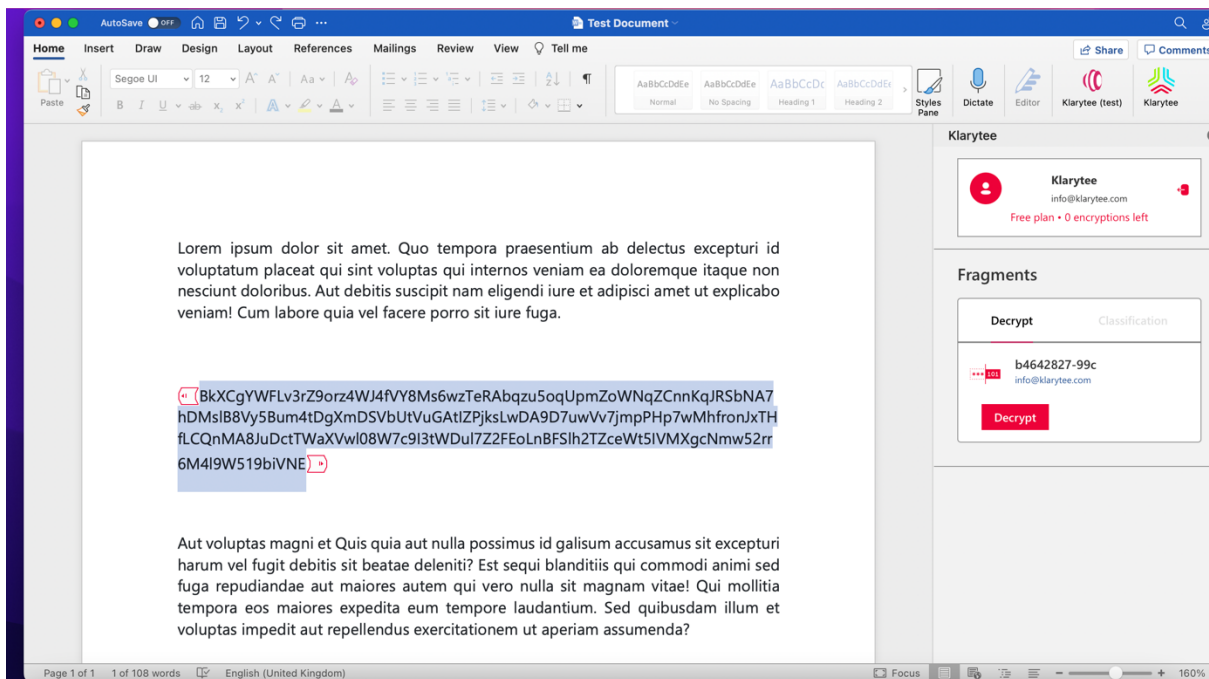 AutoSave OFF
Test Document
Home Insert Draw Design Layout References Mailings Review View Tell me
Share Comments
Paste
Segoe UI 12 A^ A˅ Aa A
B I U ab x, x² A A
¶
AaBbCcDdEe AaBbCcDdEe AaBbCcDc AaBbCcDdEe
Normal No Spacing Heading 1 Heading 2
Styles
Pane
Dictate
Editor
Klarytee (test)
Klarytee
Lorem ipsum dolor sit amet. Quo tempora praesentium ab delectus excepturi id
voluptatum placeat qui sint voluptas qui internos veniam ea doloremque itaque non
nesciunt doloribus. Aut debitis suscipit nam eligendi iure et adipisci amet ut explicabo
veniam! Cum labore quia vel facere porro sit iure fuga.
BkXCgYWFLv3rZ9orz4WJ4fVY8Ms6wzTeRAbqzu5oqUpmZoWNqZCnnKqJRSbNA7
hDMslB8Vy5Bum4tDgXmDSVbUtVuGAtIZPjksLwDA9D7uwVv7jmpPHp7wMhfronJxTH
fLCQnMA8JuDctTWaXVwl08W7c9I3tWDul7Z2FEoLnBFSlh2TZceWt5IVMXgcNmw52rr
6M4l9W519biVNE
Aut voluptas magni et Quis quia aut nulla possimus id galisum accusamus sit excepturi
harum vel fugit debitis sit beatae deleniti? Est sequi blanditiis qui commodi animi sed
fuga repudiandae aut maiores autem qui vero nulla sit magnam vitae! Qui mollitia
tempora eos maiores expedita eum tempore laudantium. Sed quibusdam illum et
voluptas impedit aut repellendus exercitationem ut aperiam assumenda?
Klarytee
Klarytee
info@klarytee.com
Free plan • 0 encryptions left
Fragments
Decrypt Classification
101
b4642827-99c
info@klarytee.com
Decrypt
Page 1 of 1 1 of 108 words English (United Kingdom)
Focus
160%